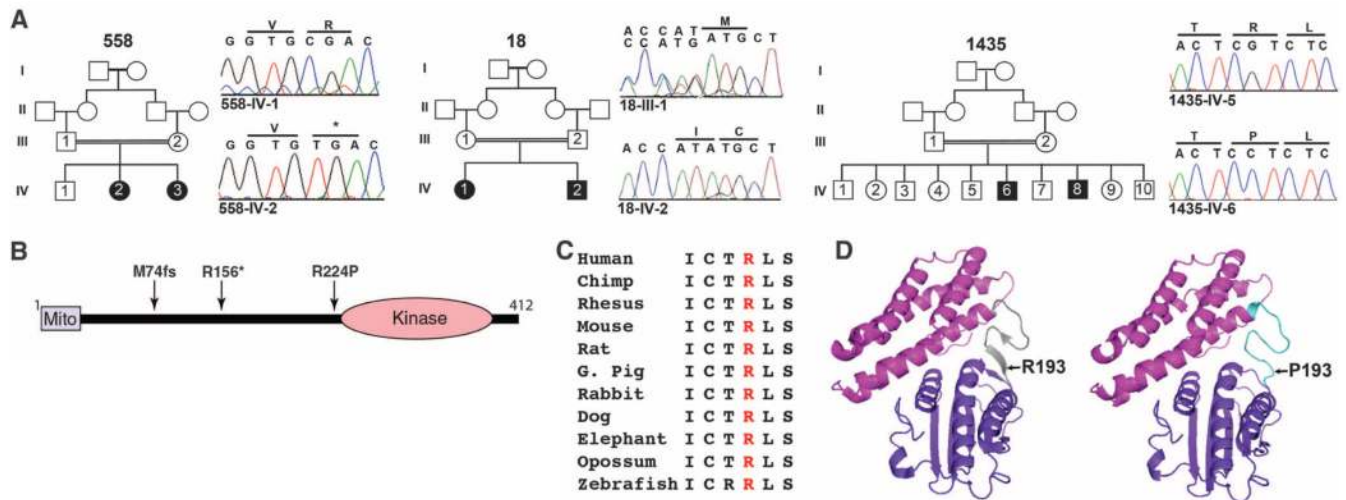 A
558
I
II
III
IV
1
2
1
2
3
V R
G G T G C G A C
558-IV-1
V *
G G T G T G A C
558-IV-2
18
I
II
III
IV
1
2
1
2
M
A C C A T
C C A T G A T G C T
18-III-1
I C
A C C A T A T G C T
18-IV-2
1435
I
II
III
IV
1
2
1 2 3 4 5 6 7 8 9 10
T R L
A C T C G T C T C
1435-IV-5
T P L
A C T C C T C T C
1435-IV-6
B
M74fs R156* R224P
1 412
Mito
Kinase
C
Human I C T R L S
Chimp I C T R L S
Rhesus I C T R L S
Mouse I C T R L S
Rat I C T R L S
G. Pig I C T R L S
Rabbit I C T R L S
Dog I C T R L S
Elephant I C T R L S
Opossum I C T R L S
Zebrafish I C R R L S
D
R193
P193